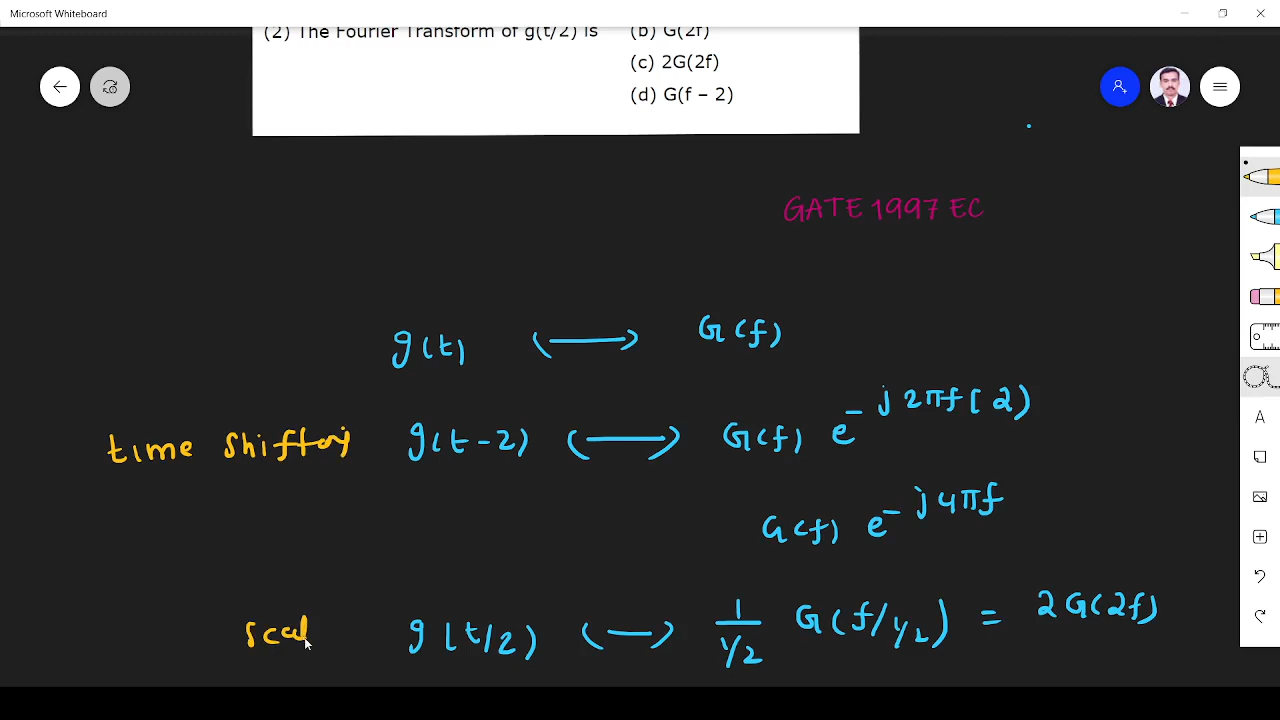 Microsoft Whiteboard
(2) The Fourier Transform of g(t/2) is
(b) G(2f)
(c) 2G(2f)
(d) G(f – 2)
GATE 1997 EC
g(t) ⟷ G(f)
time shifting g(t-2) ⟷ G(f) e^-j2πf(2)
G(f) e^-j4πf
scal g(t/2) ⟷ 1/(1/2) G(f/1/2) = 2G(2f)
A